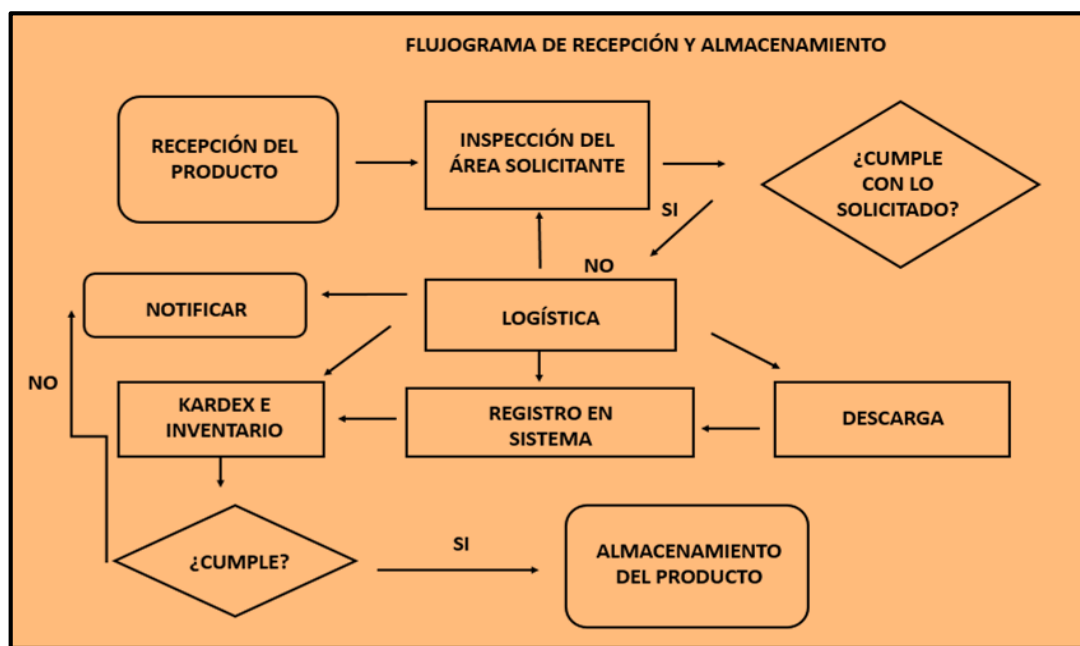 FLUJOGRAMA DE RECEPCIÓN Y ALMACENAMIENTO
RECEPCIÓN DEL
PRODUCTO
INSPECCIÓN DEL
ÁREA SOLICITANTE
¿CUMPLE
CON LO
SOLICITADO?
SI
NO
NOTIFICAR
LOGÍSTICA
NO
KARDEX E
INVENTARIO
REGISTRO EN
SISTEMA
DESCARGA
¿CUMPLE?
SI
ALMACENAMIENTO
DEL PRODUCTO